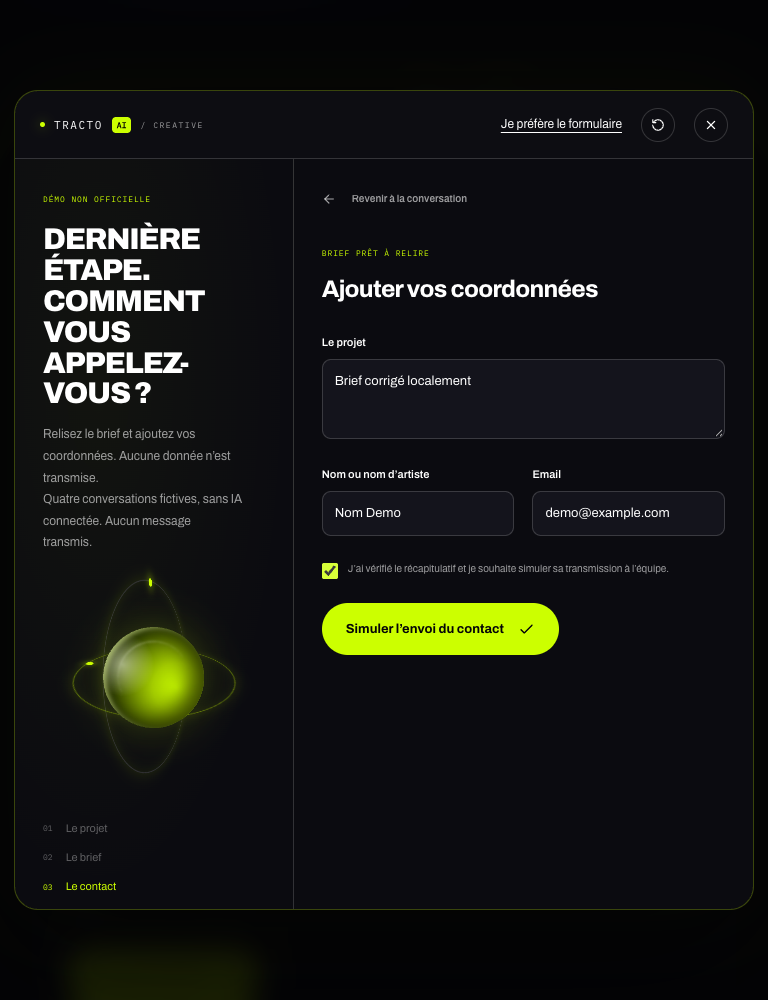 TRACTO AI / CREATIVE
Je préfère le formulaire
DÉMO NON OFFICIELLE
DERNIÈRE
ÉTAPE.
COMMENT
VOUS
APPELEZ-
VOUS ?
Relisez le brief et ajoutez vos
coordonnées. Aucune donnée n’est
transmise.
Quatre conversations fictives, sans IA
connectée. Aucun message
transmis.
01 Le projet
02 Le brief
03 Le contact
Revenir à la conversation
BRIEF PRÊT À RELIRE
Ajouter vos coordonnées
Le projet
Brief corrigé localement
Nom ou nom d’artiste
Email
Nom Demo
demo@example.com
J’ai vérifié le récapitulatif et je souhaite simuler sa transmission à l’équipe.
Simuler l’envoi du contact